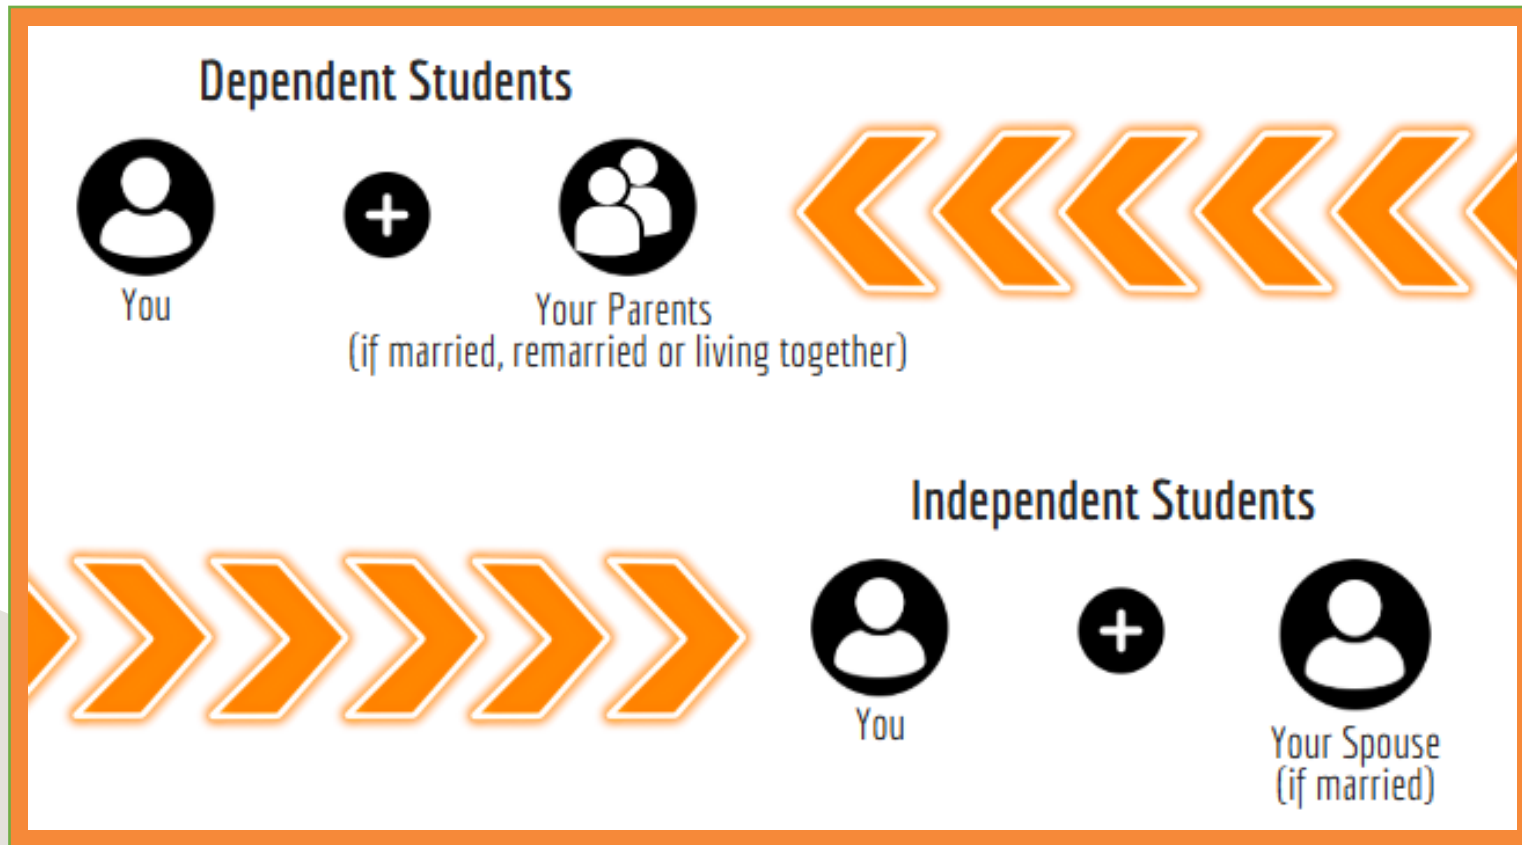 Dependent Students
You
Your Parents
(if married, remarried or living together)
Independent Students
You
Your Spouse
(if married)